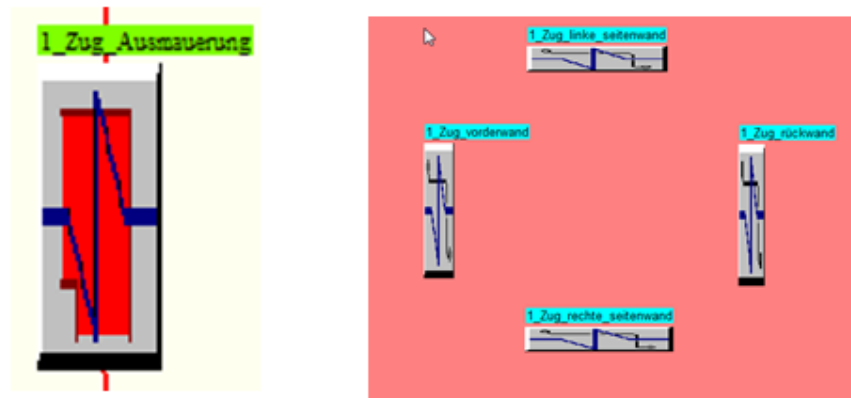 1_Zug_Ausmauerung
1_Zug_linke_seitenwand
1_Zug_vorderwand
1_Zug_rückwand
1_Zug_rechte_seitenwand